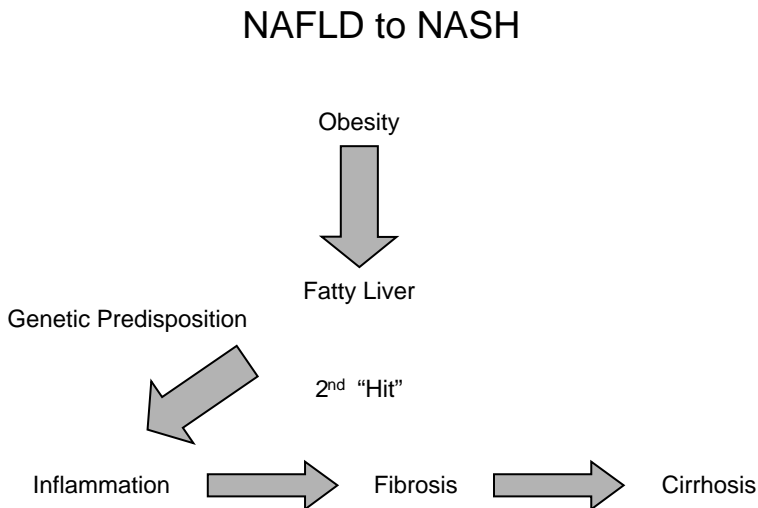 NAFLD to NASH
Obesity
Fatty Liver
Genetic Predisposition
2nd “Hit”
Inflammation Fibrosis Cirrhosis